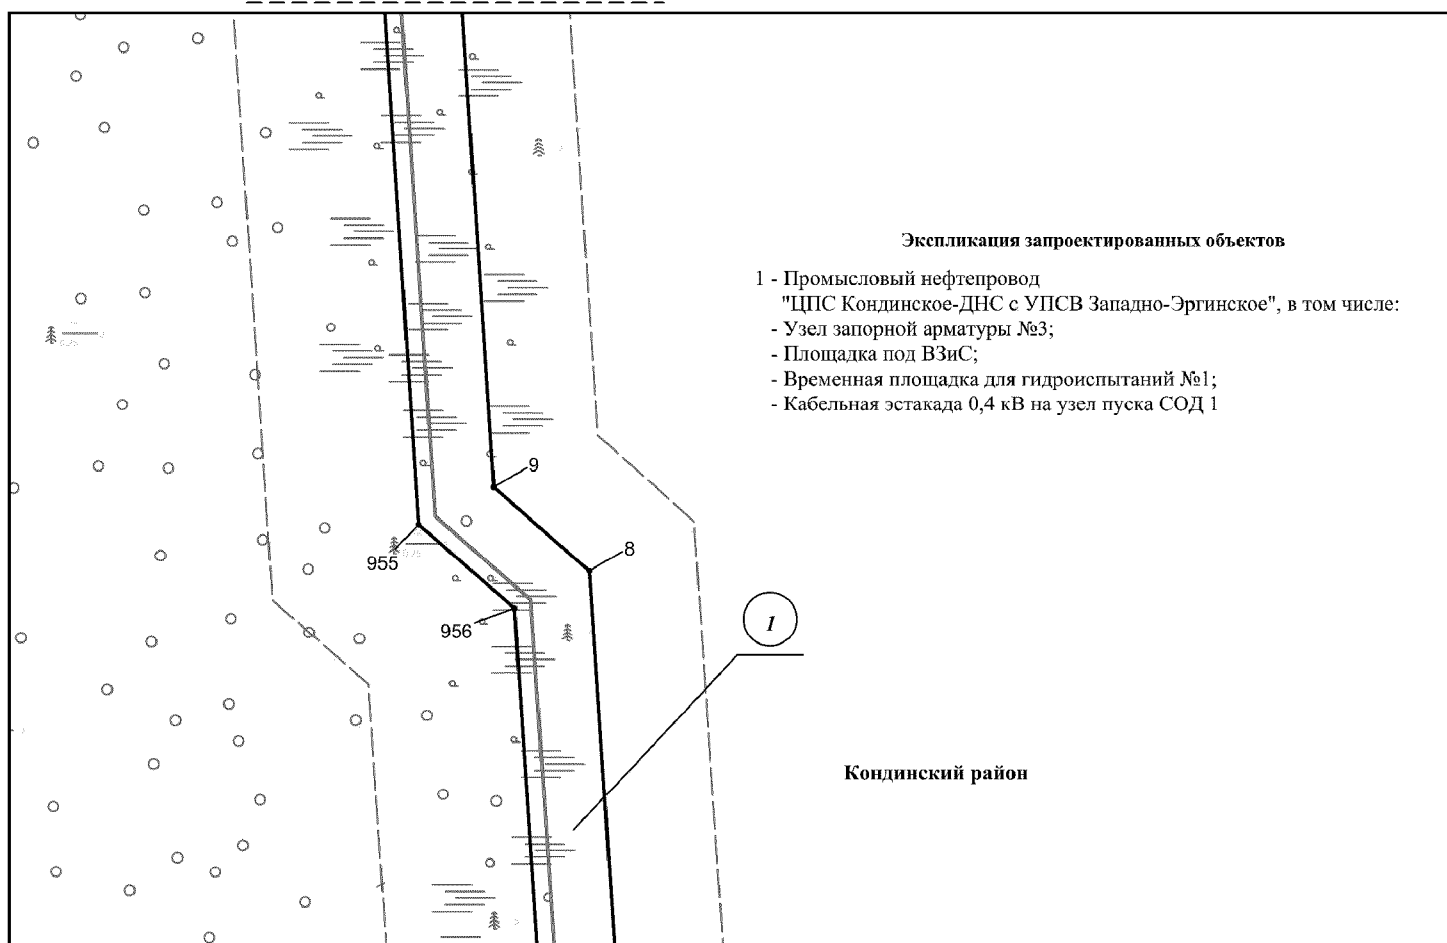 Экспликация запроектированных объектов
1 - Промысловый нефтепровод
"ЦПС Кондинское-ДНС с УПСВ Западно-Эргинское", в том числе:
- Узел запорной арматуры №3;
- Площадка под ВЗиС;
- Временная площадка для гидроиспытаний №1;
- Кабельная эстакада 0,4 кВ на узел пуска СОД 1
9
8
955
956
1
Кондинский район